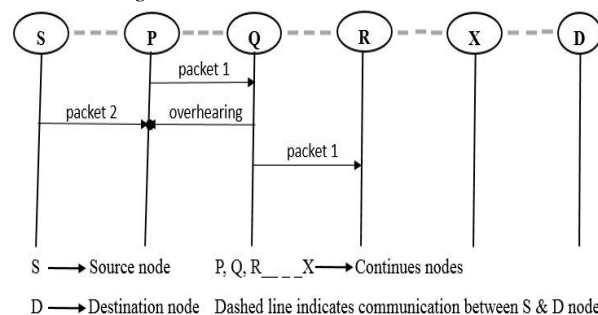 S P Q R X D
packet 1
packet 2 overhearing
packet 1
S Source node P, Q, R_ _ _ _X Continues nodes
D Destination node Dashed line indicates communication between S & D node